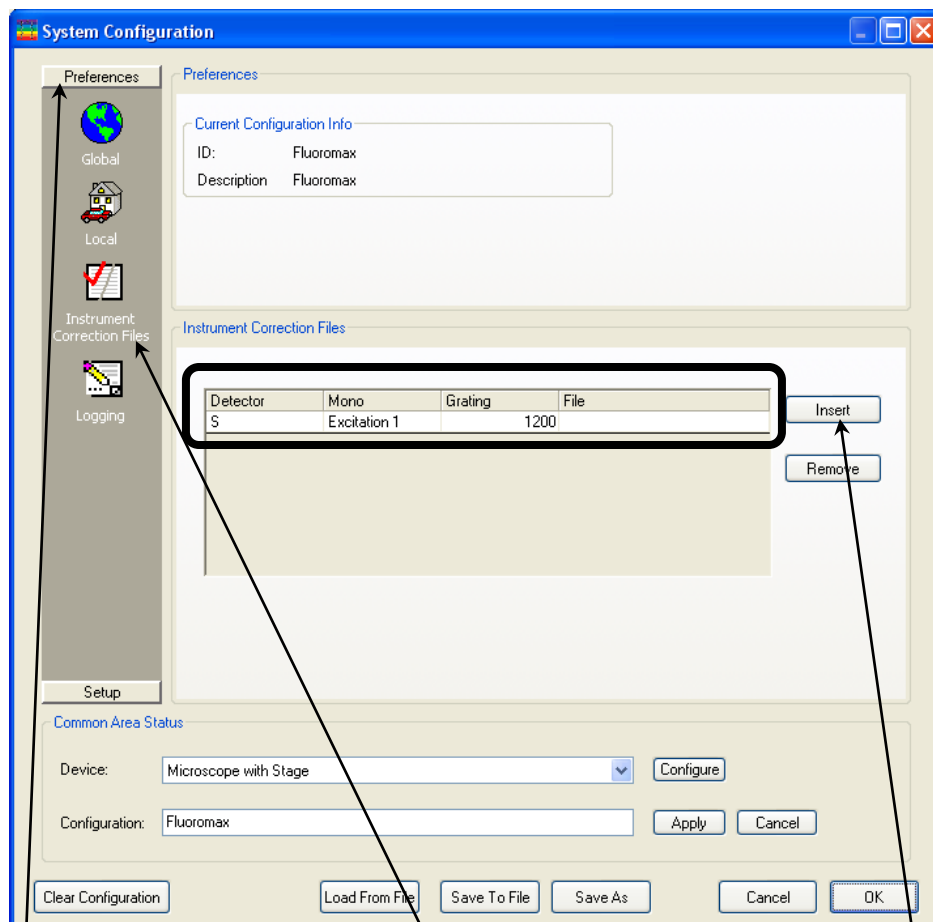 System Configuration
Preferences
Global
Local
Instrument
Correction Files
Logging
Setup
Preferences
Current Configuration Info
ID: Fluoromax
Description Fluoromax
Instrument Correction Files
Detector Mono Grating File
S Excitation 1 1200
Insert
Remove
Common Area Status
Device: Microscope with Stage Configure
Configuration: Fluoromax Apply Cancel
Clear Configuration Load From File Save To File Save As Cancel OK